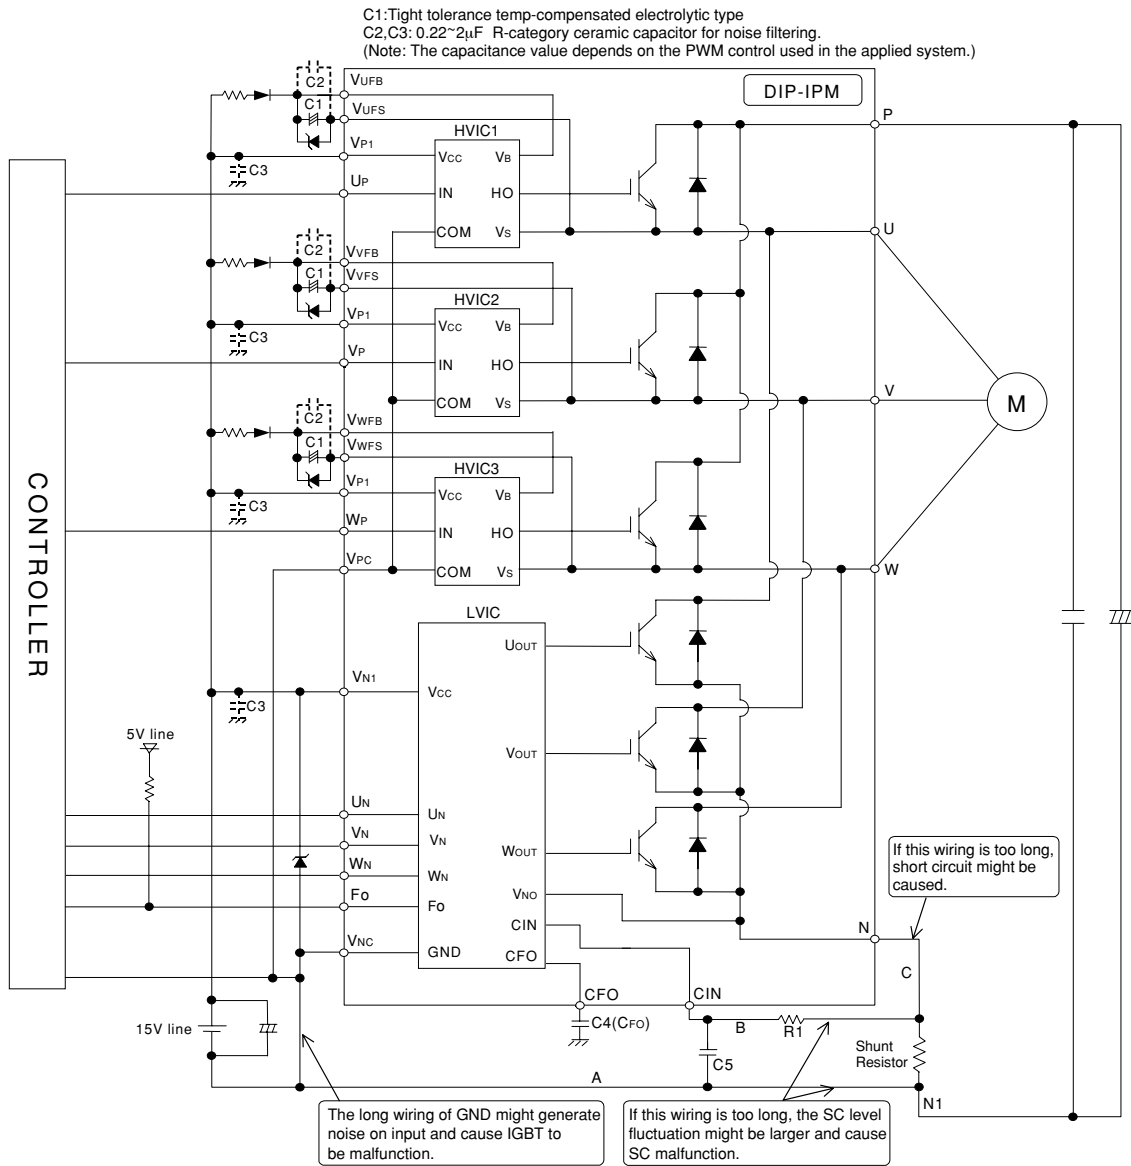 C1:Tight tolerance temp-compensated electrolytic type
C2,C3: 0.22~2μF R-category ceramic capacitor for noise filtering.
(Note: The capacitance value depends on the PWM control used in the applied system.)
C2
VUFB
DIP-IPM
C1
VUFS
P
HVIC1
VP1
VCC
VB
C3
UP
IN
HO
COM
VS
U
C2
VVFB
C1
VVFS
HVIC2
VP1
VCC
VB
C3
VP
IN
HO
V
M
COM
VS
C2
VWFB
C1
VWFS
HVIC3
VP1
VCC
VB
C3
WP
IN
HO
VPC
COM
VS
W
CONTROLLER
LVIC
UOUT
VN1
VCC
C3
5V line
VOUT
UN
UN
VN
VN
WOUT
If this wiring is too long,
short circuit might be
caused.
WN
WN
VNO
Fo
Fo
CIN
N
VNC
GND
CFO
C
CFO
CIN
15V line
C4(CFO)
B
R1
Shunt
Resistor
C5
A
N1
The long wiring of GND might generate
noise on input and cause IGBT to
be malfunction.
If this wiring is too long, the SC level
fluctuation might be larger and cause
SC malfunction.